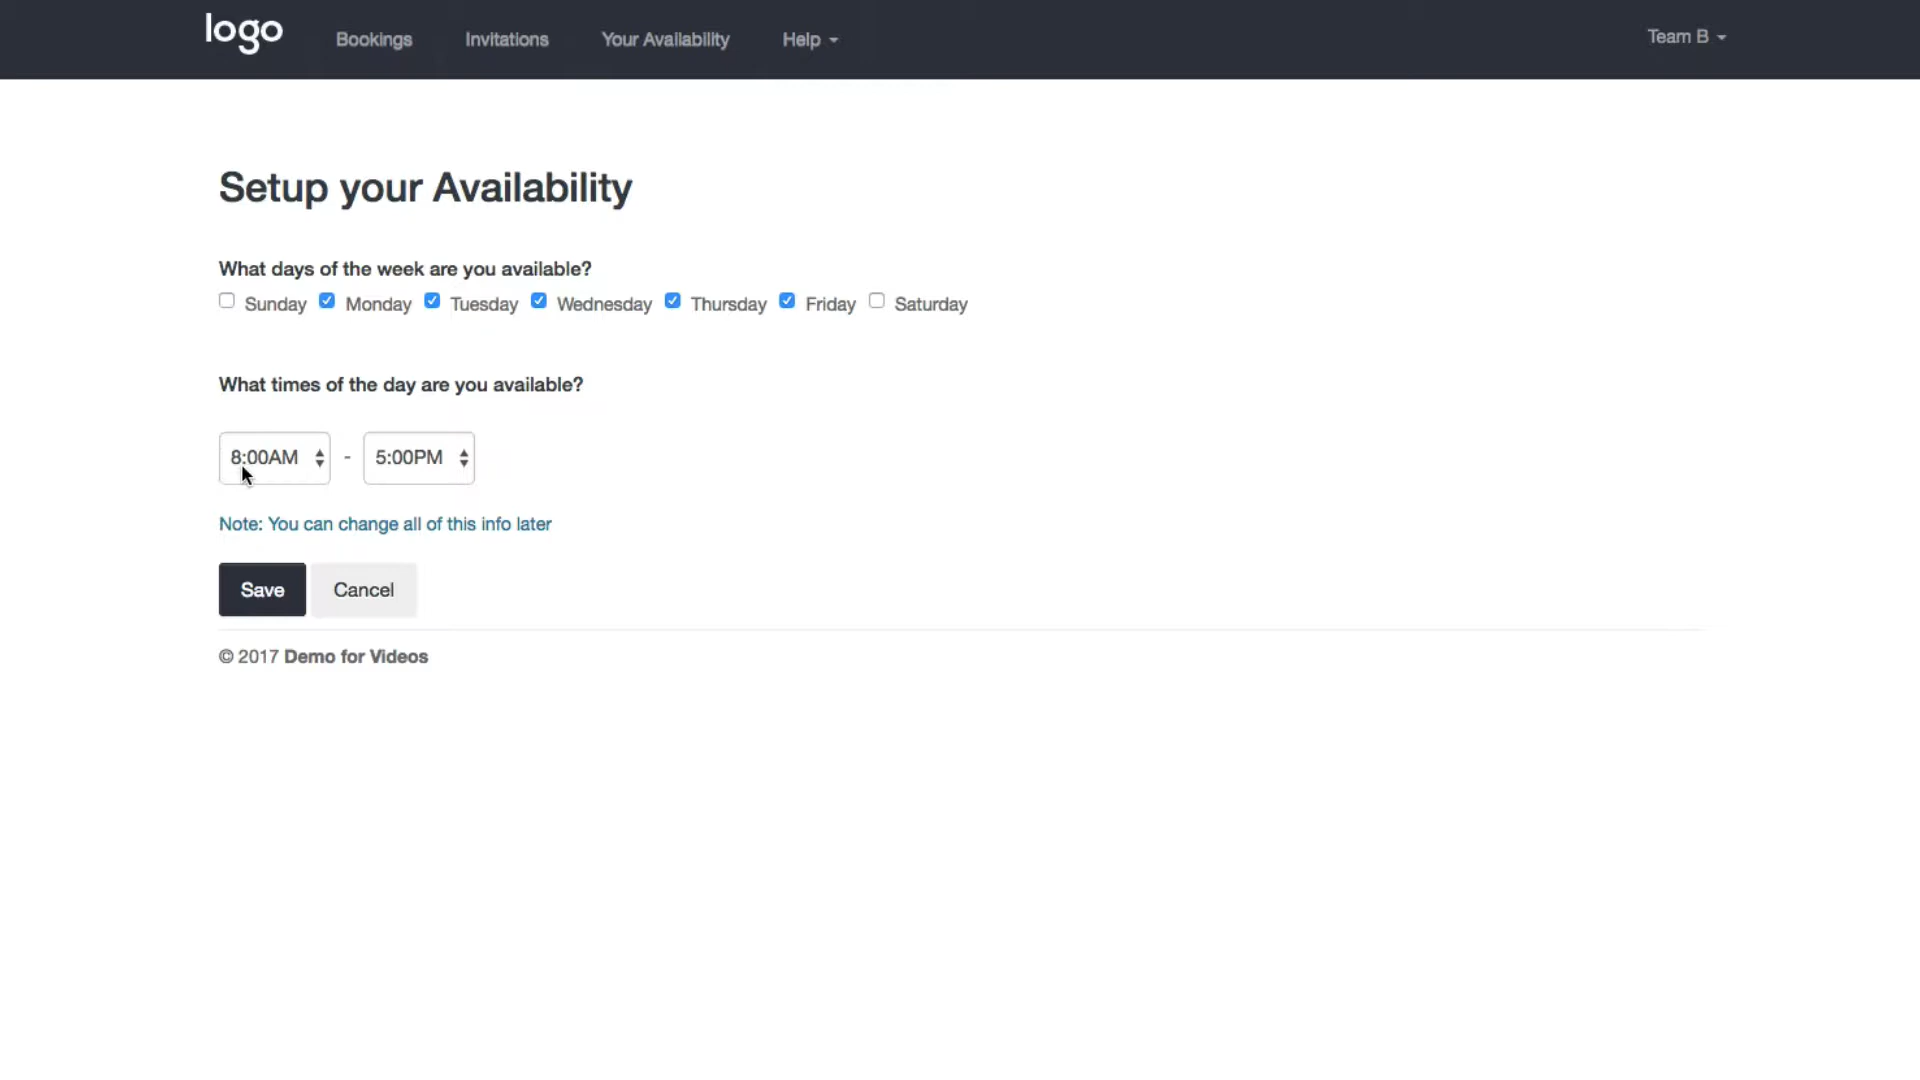 logo Bookings Invitations Your Availability Help Team B
Setup your Availability
What days of the week are you available?
Sunday Monday Tuesday Wednesday Thursday Friday Saturday
What times of the day are you available?
8:00AM - 5:00PM
Note: You can change all of this info later
Save Cancel
© 2017 Demo for Videos